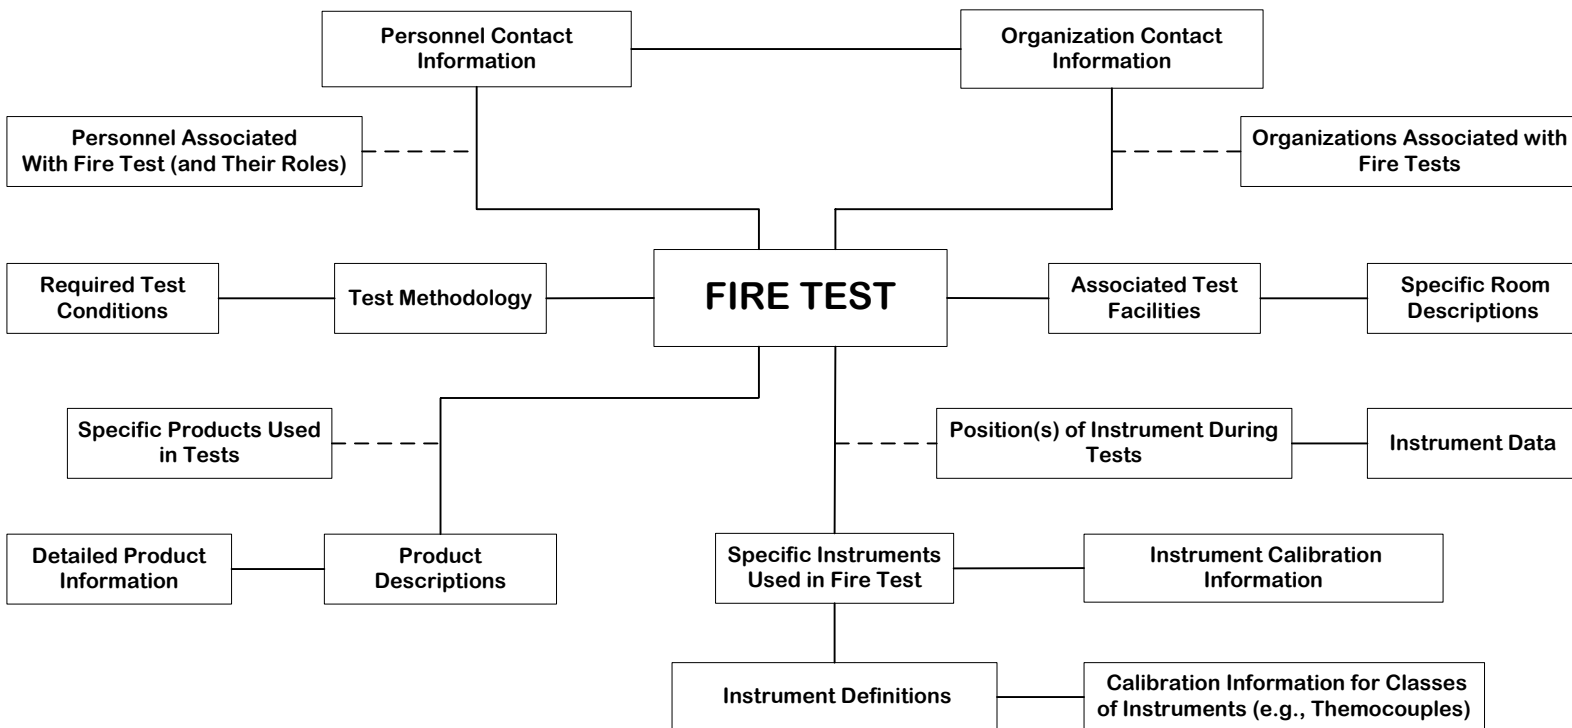 Personnel Contact
Information
Organization Contact
Information
Personnel Associated
With Fire Test (and Their Roles)
Organizations Associated with
Fire Tests
Required Test
Conditions
Test Methodology
FIRE TEST
Associated Test
Facilities
Specific Room
Descriptions
Specific Products Used
in Tests
Position(s) of Instrument During
Tests
Instrument Data
Detailed Product
Information
Product
Descriptions
Specific Instruments
Used in Fire Test
Instrument Calibration
Information
Instrument Definitions
Calibration Information for Classes
of Instruments (e.g., Themocouples)